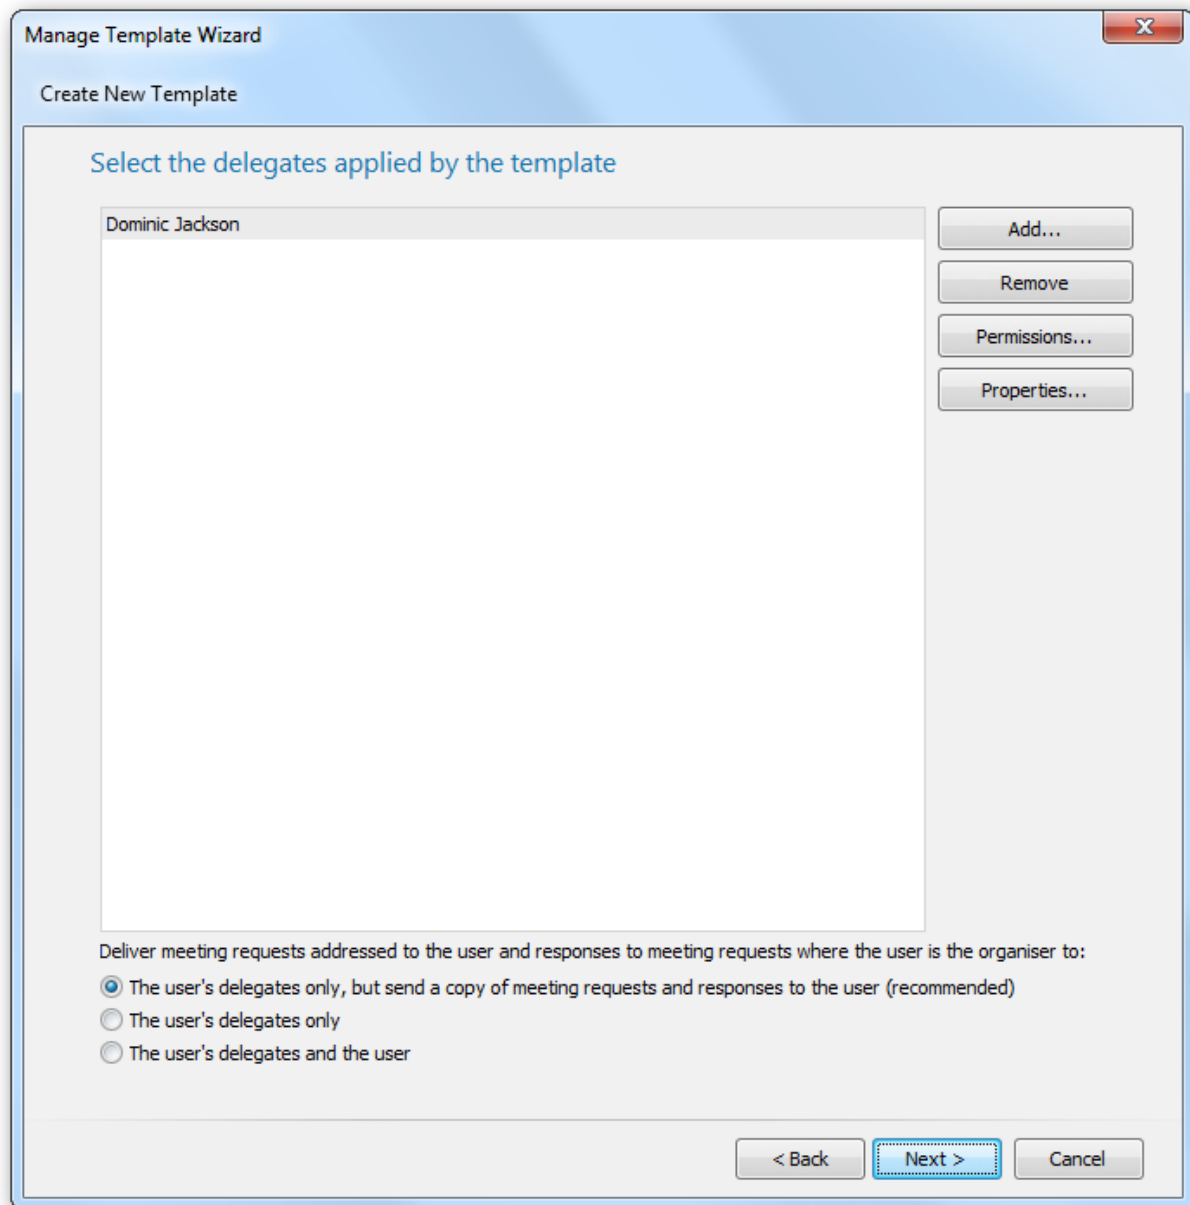 Manage Template Wizard
Create New Template
Select the delegates applied by the template
Dominic Jackson
Add...
Remove
Permissions...
Properties...
Deliver meeting requests addressed to the user and responses to meeting requests where the user is the organiser to:
The user's delegates only, but send a copy of meeting requests and responses to the user (recommended)
The user's delegates only
The user's delegates and the user
< Back
Next >
Cancel